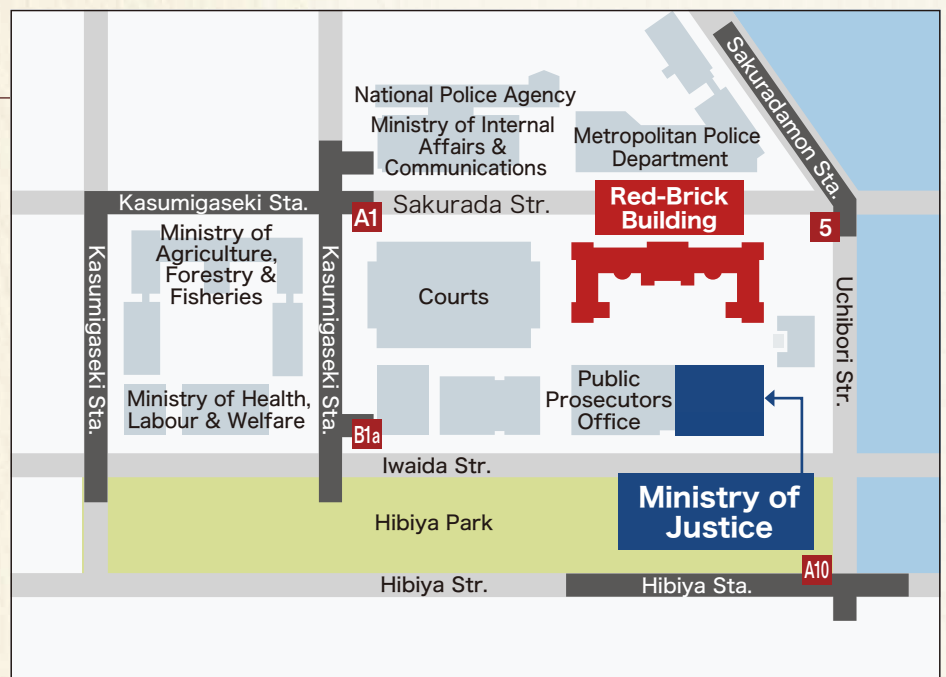 Sakuradamon Sta.
National Police Agency
Ministry of Internal
Affairs &
Communications
Metropolitan Police
Department
Kasumigaseki Sta.
A1
Sakurada Str.
Red-Brick
Building
5
Ministry of
Agriculture,
Forestry &
Fisheries
Kasumigaseki Sta.
Kasumigaseki Sta.
Courts
Uchibori Str.
Ministry of Health,
Labour & Welfare
B1a
Public
Prosecutors
Office
Iwaida Str.
Ministry of
Justice
Hibiya Park
A10
Hibiya Str.
Hibiya Sta.